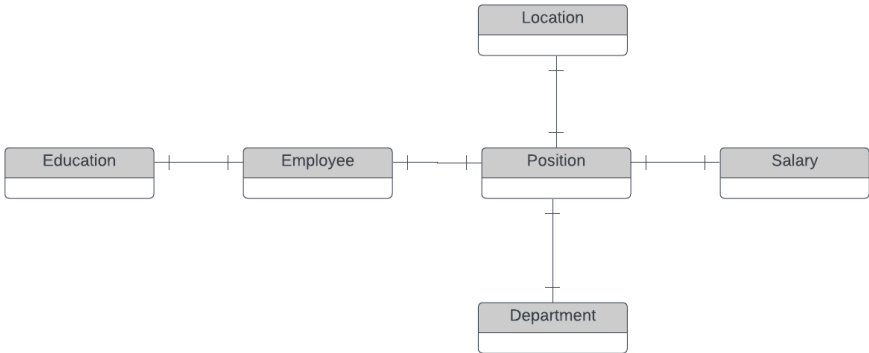 Location
Education
Employee
Position
Salary
Department